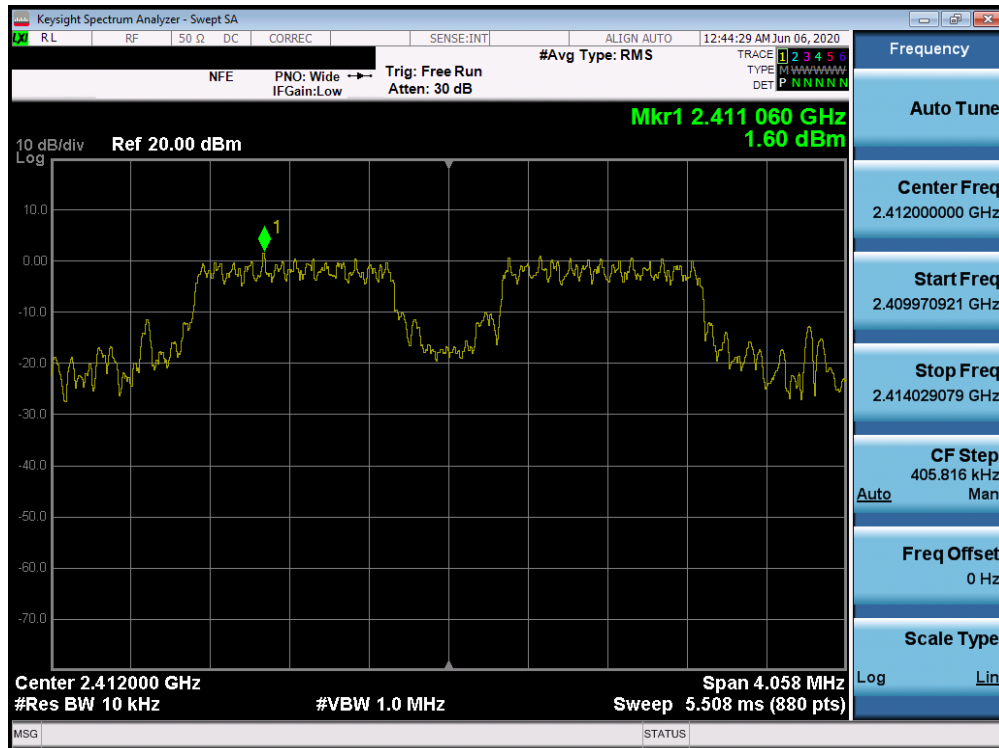 Keysight Spectrum Analyzer - Swept SA
LXI RL RF 50 Ω DC CORREC SENSE:INT ALIGN AUTO 12:44:29 AM Jun 06, 2020
NFE PNO: Wide Trig: Free Run #Avg Type: RMS TRACE 1 2 3 4 5 6
IFGain:Low Atten: 30 dB TYPE M WWWWW
DET P N N N N N
Mkr1 2.411 060 GHz
1.60 dBm
10 dB/div Ref 20.00 dBm
Log
10.0
1
0.00
-10.0
-20.0
-30.0
-40.0
-50.0
-60.0
-70.0
Center 2.412000 GHz Span 4.058 MHz
#Res BW 10 kHz #VBW 1.0 MHz Sweep 5.508 ms (880 pts)
MSG STATUS
Frequency
Auto Tune
Center Freq
2.412000000 GHz
Start Freq
2.409970921 GHz
Stop Freq
2.414029079 GHz
CF Step
405.816 kHz
Auto Man
Freq Offset
0 Hz
Scale Type
Log Lin